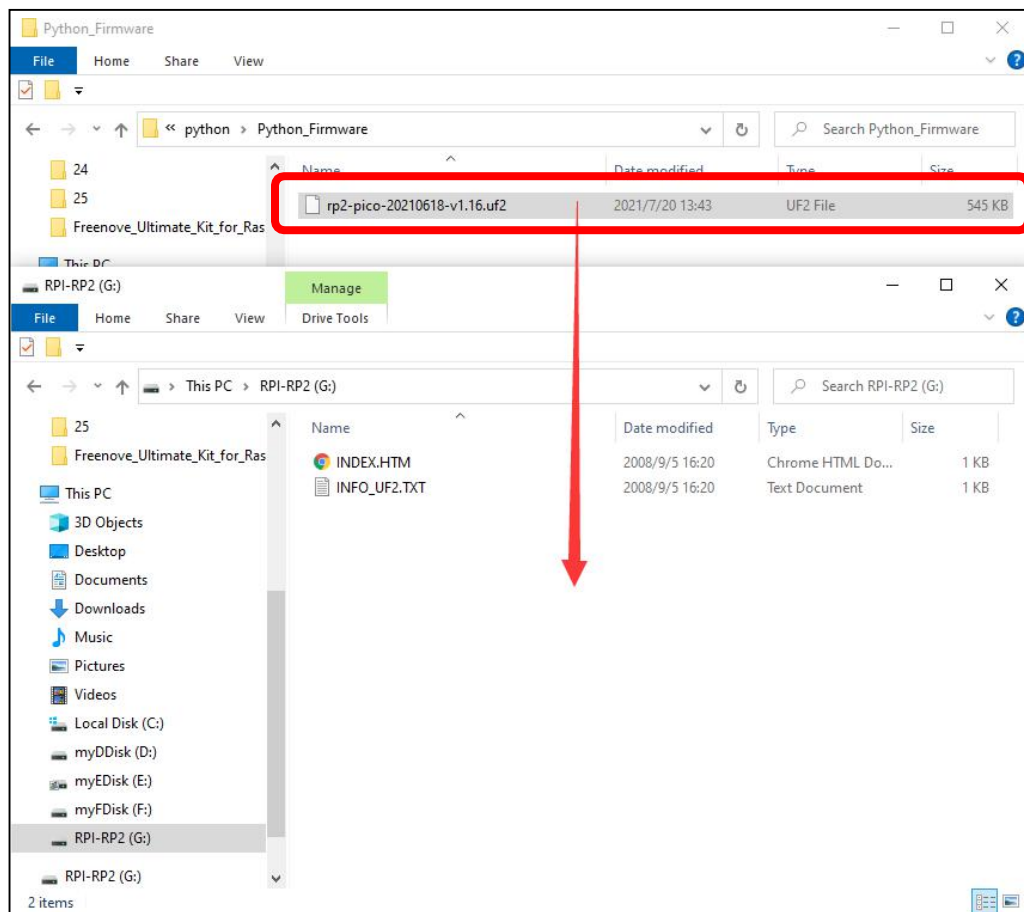 Python_Firmware
File Home Share View
« python > Python_Firmware Search Python_Firmware
24 Name Date modified Type Size
25 rp2-pico-20210618-v1.16.uf2 2021/7/20 13:43 UF2 File 545 KB
Freenove_Ultimate_Kit_for_Ras
This PC
RPI-RP2 (G:) Manage
File Home Share View Drive Tools
> This PC > RPI-RP2 (G:) Search RPI-RP2 (G:)
25 Name Date modified Type Size
Freenove_Ultimate_Kit_for_Ras INDEX.HTM 2008/9/5 16:20 Chrome HTML Do... 1 KB
This PC INFO_UF2.TXT 2008/9/5 16:20 Text Document 1 KB
3D Objects
Desktop
Documents
Downloads
Music
Pictures
Videos
Local Disk (C:)
myDDisk (D:)
myEDisk (E:)
myFDisk (F:)
RPI-RP2 (G:)
RPI-RP2 (G:)
2 items